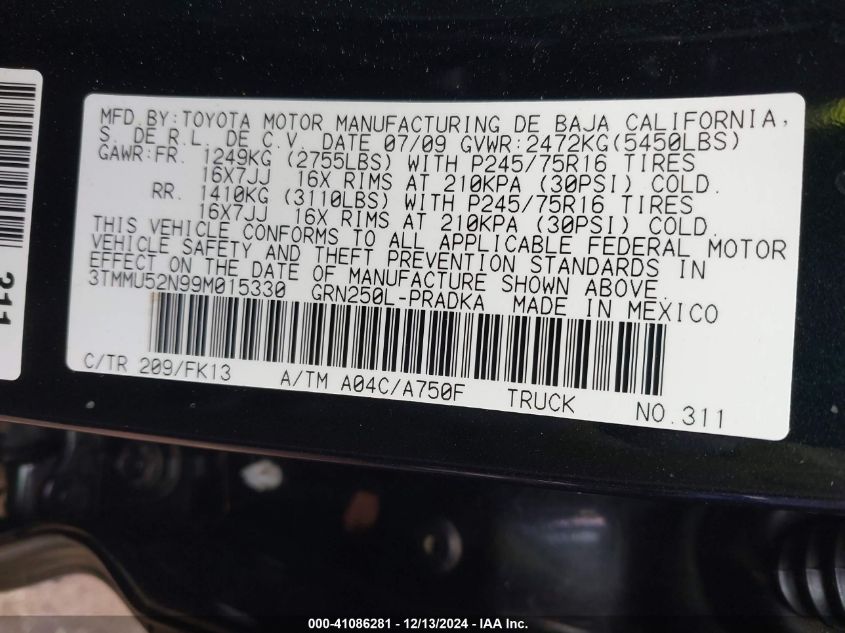 MFD.BY:TOYOTA MOTOR MANUFACTURING DE BAJA CALIFORNIA,
S. DE R.L. DE C.V. DATE 07/09 GVWR:2472KG(5450LBS)
GAWR:FR. 1249KG (2755LBS) WITH P245/75R16 TIRES
16X7JJ 16X RIMS AT 210KPA (30PSI) COLD.
RR. 1410KG (3110LBS) WITH P245/75R16 TIRES
16X7JJ 16X RIMS AT 210KPA (30PSI) COLD.
THIS VEHICLE CONFORMS TO ALL APPLICABLE FEDERAL MOTOR
VEHICLE SAFETY AND THEFT PREVENTION STANDARDS IN
EFFECT ON THE DATE OF MANUFACTURE SHOWN ABOVE.
3TMMU52N99M015330 GRN250L-PRADKA MADE IN MEXICO
C/TR 209/FK13 A/TM A04C/A750F TRUCK NO.311
211
000-41086281 - 12/13/2024 - IAA Inc.